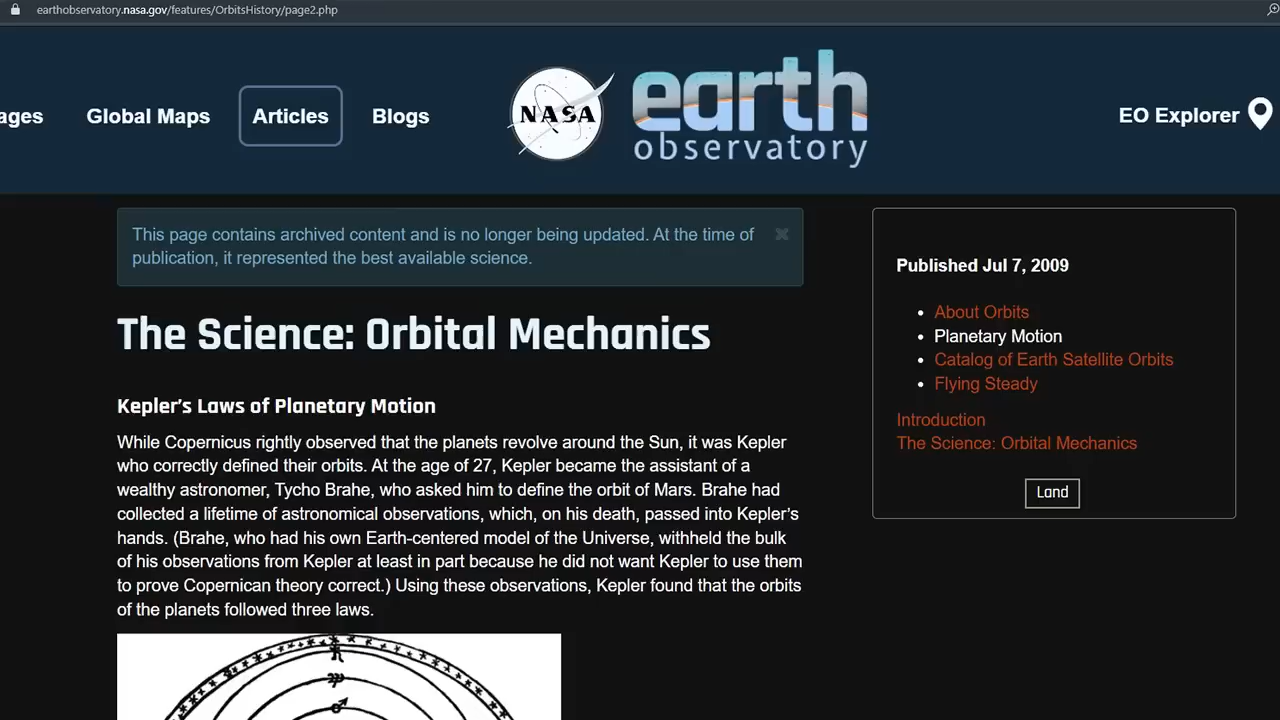 earthobservatory.nasa.gov/features/OrbitsHistory/page2.php
ages Global Maps Articles Blogs
NASA
earth
observatory
EO Explorer
This page contains archived content and is no longer being updated. At the time of
publication, it represented the best available science.
The Science: Orbital Mechanics
Kepler’s Laws of Planetary Motion
While Copernicus rightly observed that the planets revolve around the Sun, it was Kepler
who correctly defined their orbits. At the age of 27, Kepler became the assistant of a
wealthy astronomer, Tycho Brahe, who asked him to define the orbit of Mars. Brahe had
collected a lifetime of astronomical observations, which, on his death, passed into Kepler’s
hands. (Brahe, who had his own Earth-centered model of the Universe, withheld the bulk
of his observations from Kepler at least in part because he did not want Kepler to use them
to prove Copernican theory correct.) Using these observations, Kepler found that the orbits
of the planets followed three laws.
Published Jul 7, 2009
About Orbits
Planetary Motion
Catalog of Earth Satellite Orbits
Flying Steady
Introduction
The Science: Orbital Mechanics
Land